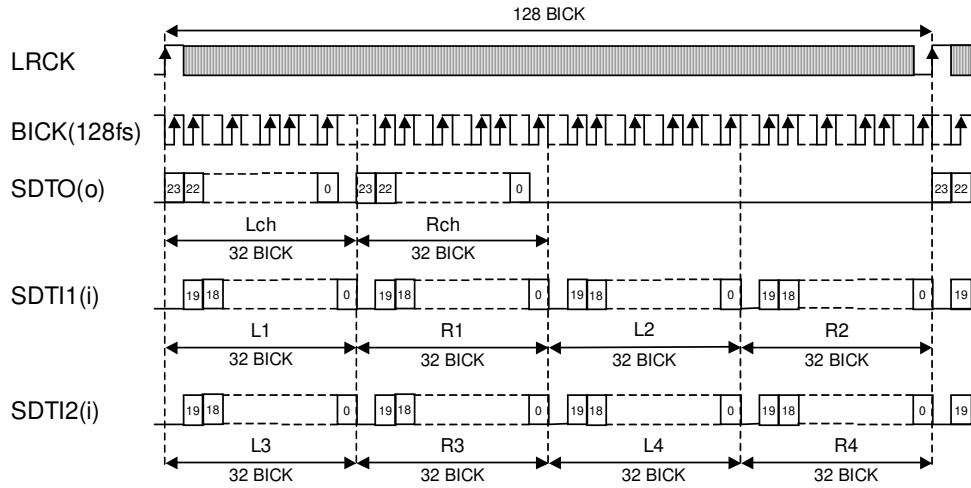 128 BICK
LRCK
BICK(128fs)
SDTO(o) 23 22 0 23 22 0 23 22
Lch Rch
32 BICK 32 BICK
SDTI1(i) 19 18 0 19 18 0 19 18 0 19 18 0 19
L1 R1 L2 R2
32 BICK 32 BICK 32 BICK 32 BICK
SDTI2(i) 19 18 0 19 18 0 19 18 0 19 18 0 19
L3 R3 L4 R4
32 BICK 32 BICK 32 BICK 32 BICK